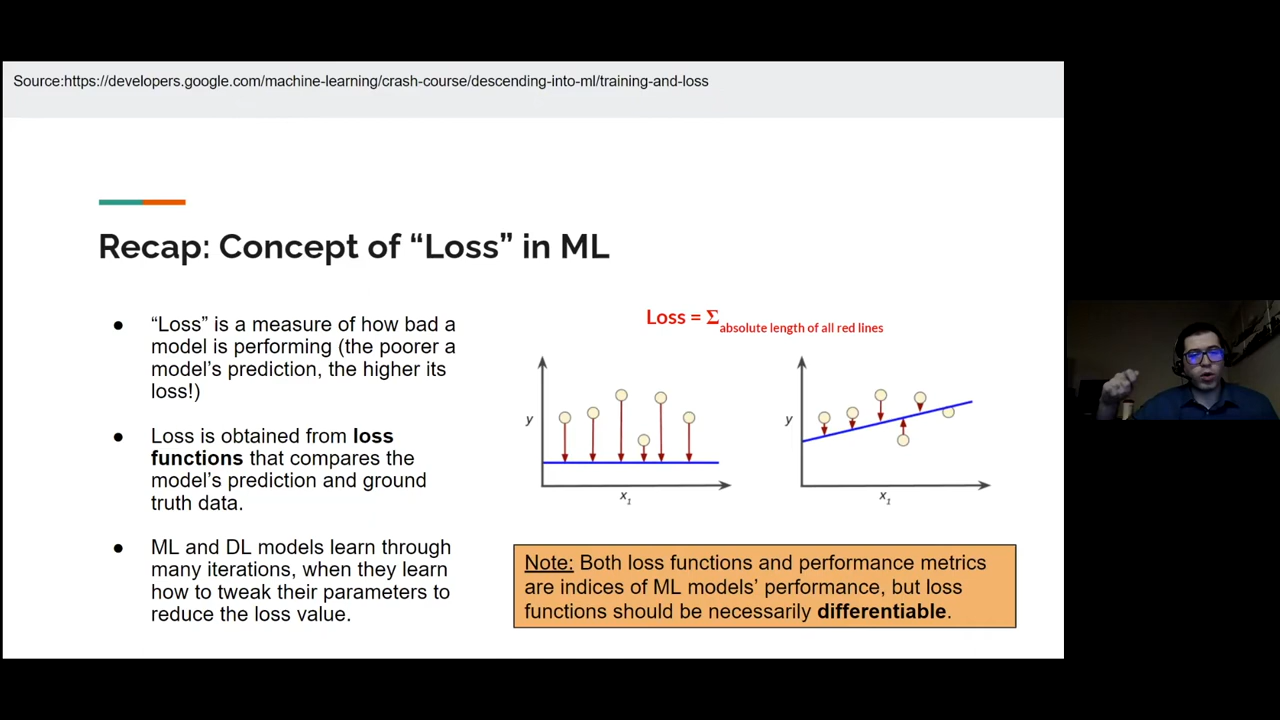 Source:https://developers.google.com/machine-learning/crash-course/descending-into-ml/training-and-loss
Recap: Concept of “Loss” in ML
● “Loss” is a measure of how bad a
model is performing (the poorer a
model’s prediction, the higher its
loss!)
● Loss is obtained from loss
functions that compares the
model’s prediction and ground
truth data.
● ML and DL models learn through
many iterations, when they learn
how to tweak their parameters to
reduce the loss value.
Loss = Σabsolute length of all red lines
y
x1
y
x1
Note: Both loss functions and performance metrics
are indices of ML models’ performance, but loss
functions should be necessarily differentiable.